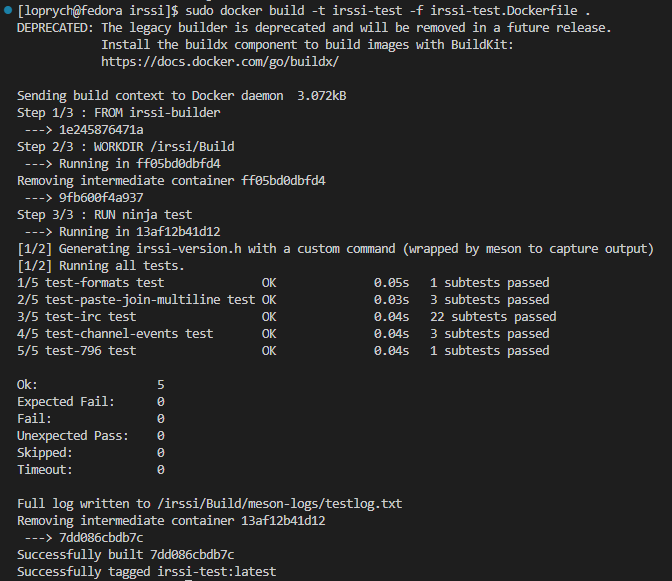 [loprych@fedora irssi]$ sudo docker build -t irssi-test -f irssi-test.Dockerfile .
DEPRECATED: The legacy builder is deprecated and will be removed in a future release.
            Install the buildx component to build images with BuildKit:
            https://docs.docker.com/go/buildx/

Sending build context to Docker daemon  3.072kB
Step 1/3 : FROM irssi-builder
 ---> 1e245876471a
Step 2/3 : WORKDIR /irssi/Build
 ---> Running in ff05bd0dbfd4
Removing intermediate container ff05bd0dbfd4
 ---> 9fb600f4a937
Step 3/3 : RUN ninja test
 ---> Running in 13af12b41d12
[1/2] Generating irssi-version.h with a custom command (wrapped by meson to capture output)
[1/2] Running all tests.
1/5 test-formats test              OK              0.05s   1 subtests passed
2/5 test-paste-join-multiline test OK              0.03s   3 subtests passed
3/5 test-irc test                  OK              0.04s   22 subtests passed
4/5 test-channel-events test       OK              0.04s   3 subtests passed
5/5 test-796 test                  OK              0.04s   1 subtests passed

Ok:                 5
Expected Fail:      0
Fail:               0
Unexpected Pass:    0
Skipped:            0
Timeout:            0

Full log written to /irssi/Build/meson-logs/testlog.txt
Removing intermediate container 13af12b41d12
 ---> 7dd086cbdb7c
Successfully built 7dd086cbdb7c
Successfully tagged irssi-test:latest